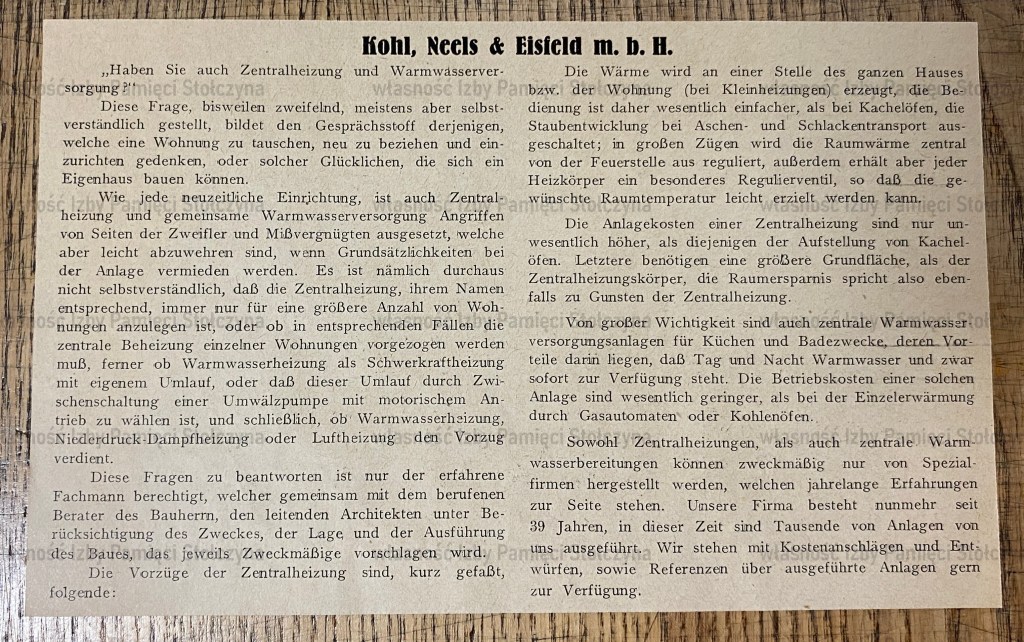 Kohl, Neels & Eisfeld m. b. H.
„Haben Sie auch Zentralheizung und Warmwasserver-
sorgung?"
Diese Frage, bisweilen zweifelnd, meistens aber selbst-
verständlich gestellt, bildet den Gesprächsstoff derjenigen,
welche eine Wohnung zu tauschen, neu zu beziehen und ein-
zurichten gedenken, oder solcher Glücklichen, die sich ein
Eigenhaus bauen können.
Wie jede neuzeitliche Einrichtung, ist auch Zentral-
heizung und gemeinsame Warmwasserversorgung Angriffen
von Seiten der Zweifler und Mißvergnügten ausgesetzt, welche
aber leicht abzuwehren sind, wenn Grundsätzlichkeiten bei
der Anlage vermieden werden. Es ist nämlich durchaus
nicht selbstverständlich, daß die Zentralheizung, ihrem Namen
entsprechend, immer nur für eine größere Anzahl von Woh-
nungen anzulegen ist, oder ob in entsprechenden Fällen die
zentrale Beheizung einzelner Wohnungen vorgezogen werden
muß, ferner ob Warmwasserheizung als Schwerkraftheizung
mit eigenem Umlauf, oder daß dieser Umlauf durch Zwi-
schenschaltung einer Umwälzpumpe mit motorischem An-
trieb zu wählen ist, und schließlich, ob Warmwasserheizung,
Niederdruck-Dampfheizung oder Luftheizung den Vorzug
verdient.
Diese Fragen zu beantworten ist nur der erfahrene
Fachmann berechtigt, welcher gemeinsam mit dem berufenen
Berater des Bauherrn, den leitenden Architekten unter Be-
rücksichtigung des Zweckes, der Lage und der Ausführung
des Baues, das jeweils Zweckmäßige vorschlagen wird.
Die Vorzüge der Zentralheizung sind, kurz gefaßt,
folgende:
Die Wärme wird an einer Stelle des ganzen Hauses
bzw. der Wohnung (bei Kleinheizungen) erzeugt, die Be-
dienung ist daher wesentlich einfacher, als bei Kachelöfen, die
Staubentwicklung bei Aschen- und Schlackentransport aus-
geschaltet; in großen Zügen wird die Raumwärme zentral
von der Feuerstelle aus reguliert, außerdem erhält aber jeder
Heizkörper ein besonderes Regulierventil, so daß die ge-
wünschte Raumtemperatur leicht erzielt werden kann.
Die Anlagekosten einer Zentralheizung sind nur un-
wesentlich höher, als diejenigen der Aufstellung von Kachel-
öfen. Letztere benötigen eine größere Grundfläche, als der
Zentralheizungskörper, die Raumersparnis spricht also eben-
falls zu Gunsten der Zentralheizung.
Von großer Wichtigkeit sind auch zentrale Warmwasser
versorgungsanlagen für Küchen und Badezwecke, deren Vor-
teile darin liegen, daß Tag und Nacht Warmwasser und zwar
sofort zur Verfügung steht. Die Betriebskosten einer solchen
Anlage sind wesentlich geringer, als bei der Einzelerwärmung
durch Gasautomaten oder Kohlenöfen.
Sowohl Zentralheizungen, als auch zentrale Warm-
wasserbereitungen können zweckmäßig nur von Spezial-
firmen hergestellt werden, welchen jahrelange Erfahrungen
zur Seite stehen. Unsere Firma besteht nunmehr seit
39 Jahren, in dieser Zeit sind Tausende von Anlagen von
uns ausgeführt. Wir stehen mit Kostenanschlägen und Ent-
würfen, sowie Referenzen über ausgeführte Anlagen gern
zur Verfügung.
własność Izby Pamięci Stołczyna